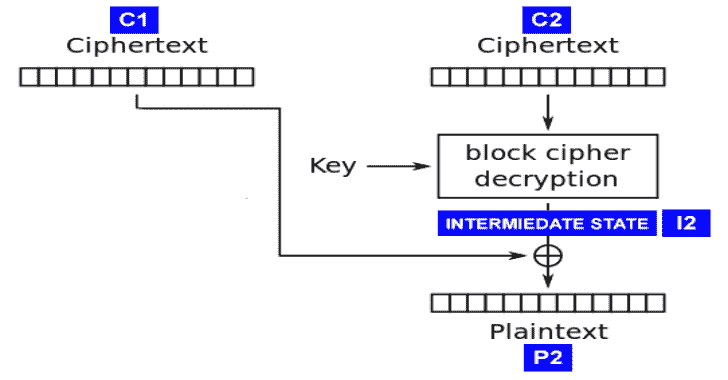 C1
Ciphertext
C2
Ciphertext
Key
block cipher
decryption
INTERMIEDATE STATE
I2
Plaintext
P2